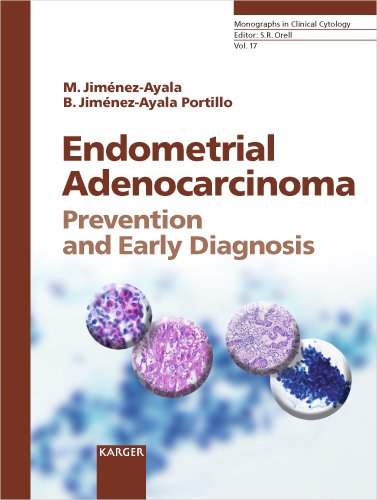 Monographs in Clinical Cytology
Editor: S.R. Orell
Vol. 17
M. Jiménez-Ayala
B. Jiménez-Ayala Portillo
Endometrial
Adenocarcinoma
Prevention
and Early Diagnosis
KARGER